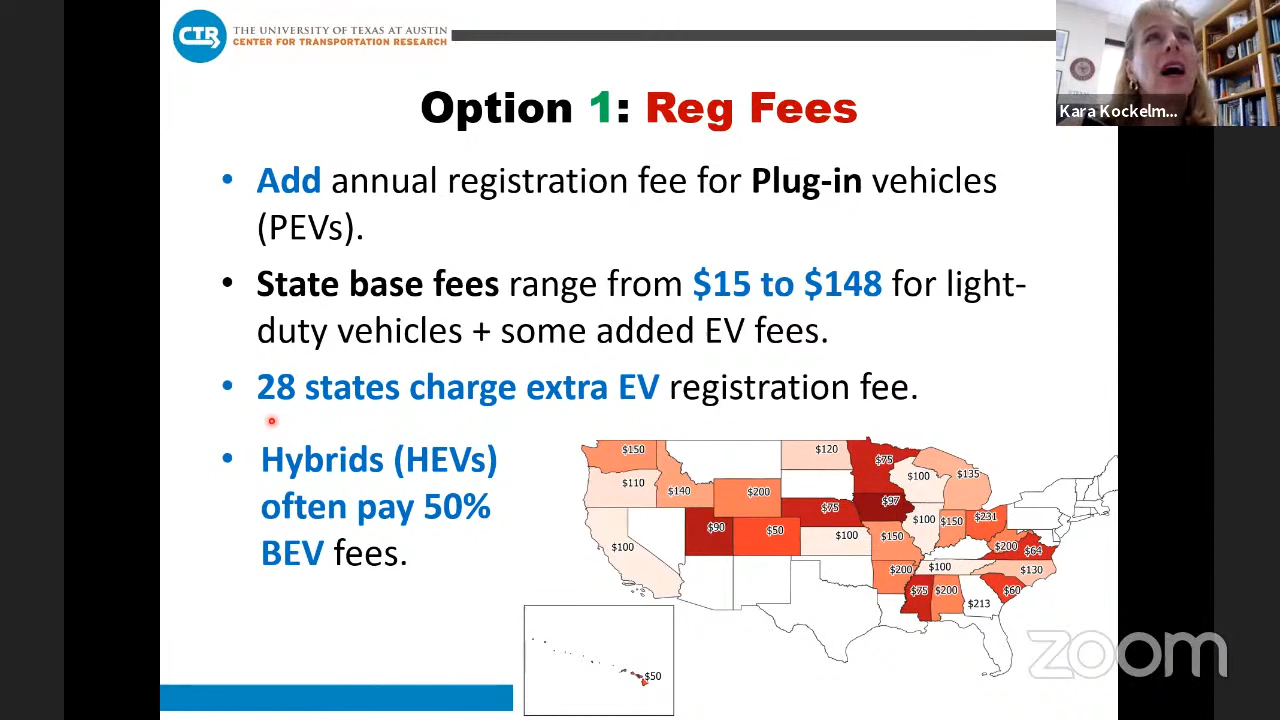 THE UNIVERSITY OF TEXAS AT AUSTIN
CTR
CENTER FOR TRANSPORTATION RESEARCH
Kara Kockelm...
Option 1: Reg Fees
• Add annual registration fee for Plug-in vehicles
(PEVs).
• State base fees range from $15 to $148 for light-
duty vehicles + some added EV fees.
• 28 states charge extra EV registration fee.
• Hybrids (HEVs)
often pay 50%
BEV fees.
$150
$120
$75
$110
$140
$200
$100
$135
$75
$97
$90
$50
$100
$150
$100
$150
$231
$100
$200
$64
$200
$100
$130
$75
$200
$213
$60
$50
zoom